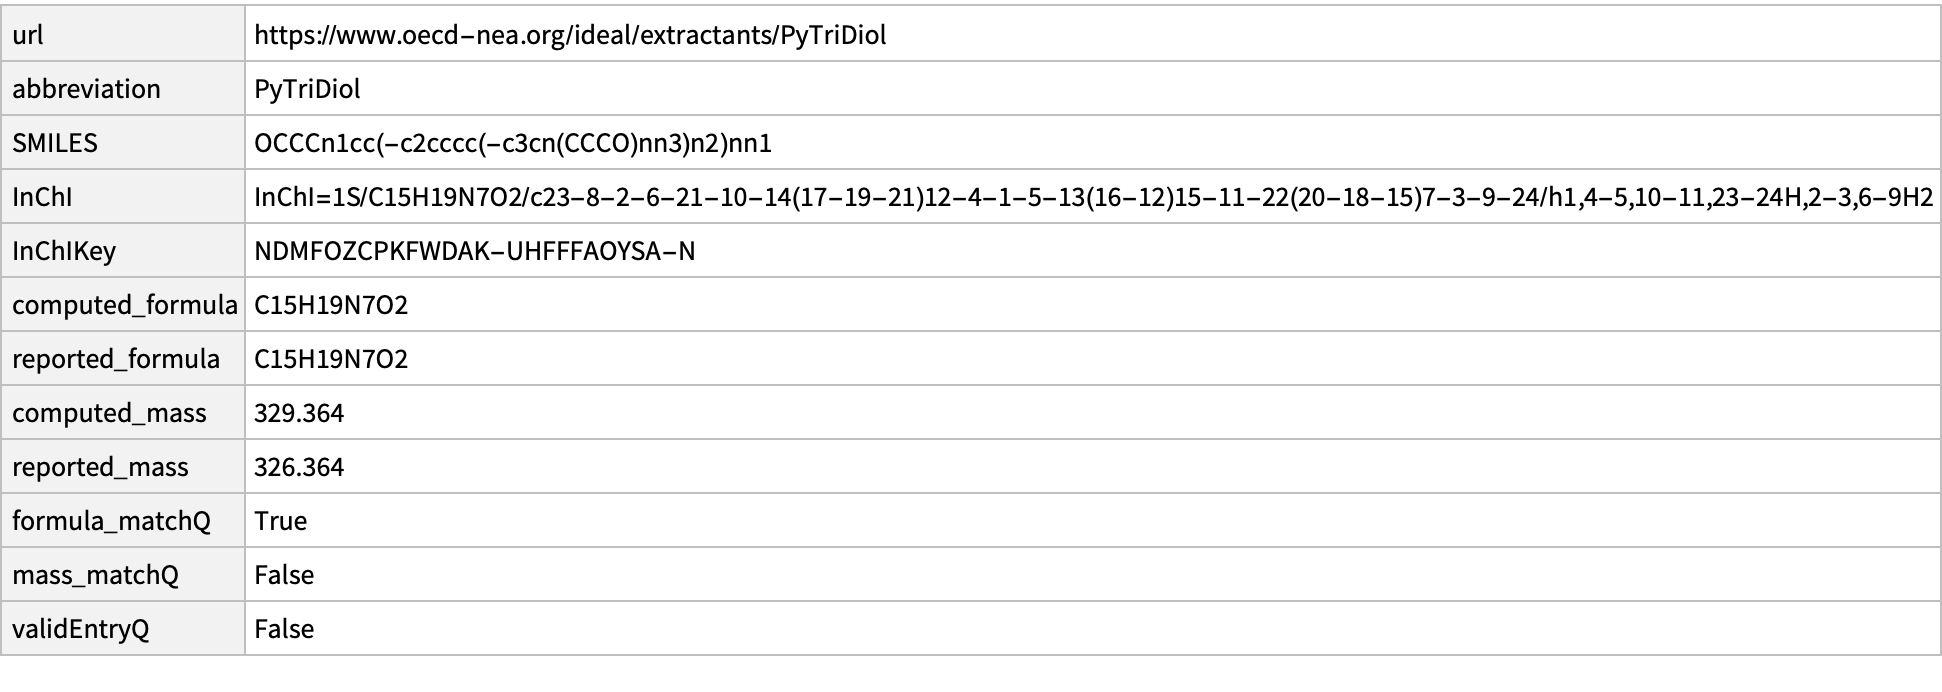 url https://www.oecd-nea.org/ideal/extractants/PyTriDiol
abbreviation PyTriDiol
SMILES OCCCn1cc(-c2cccc(-c3cn(CCCO)nn3)n2)nn1
InChI InChI=1S/C15H19N7O2/c23-8-2-6-21-10-14(17-19-21)12-4-1-5-13(16-12)15-11-22(20-18-15)7-3-9-24/h1,4-5,10-11,23-24H,2-3,6-9H2
InChIKey NDMFOZCPKFWDAK-UHFFFAOYSA-N
computed_formula C15H19N7O2
reported_formula C15H19N7O2
computed_mass 329.364
reported_mass 326.364
formula_matchQ True
mass_matchQ False
validEntryQ False